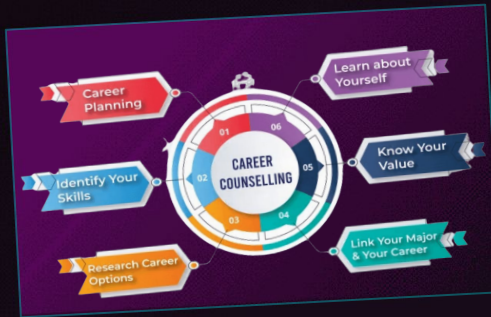 Career
Planning
Learn about
Yourself
Identify Your
Skills
Know Your
Value
Research Career
Options
Link Your Major
& Your Career
CAREER
COUNSELLING
01
02
03
04
05
06